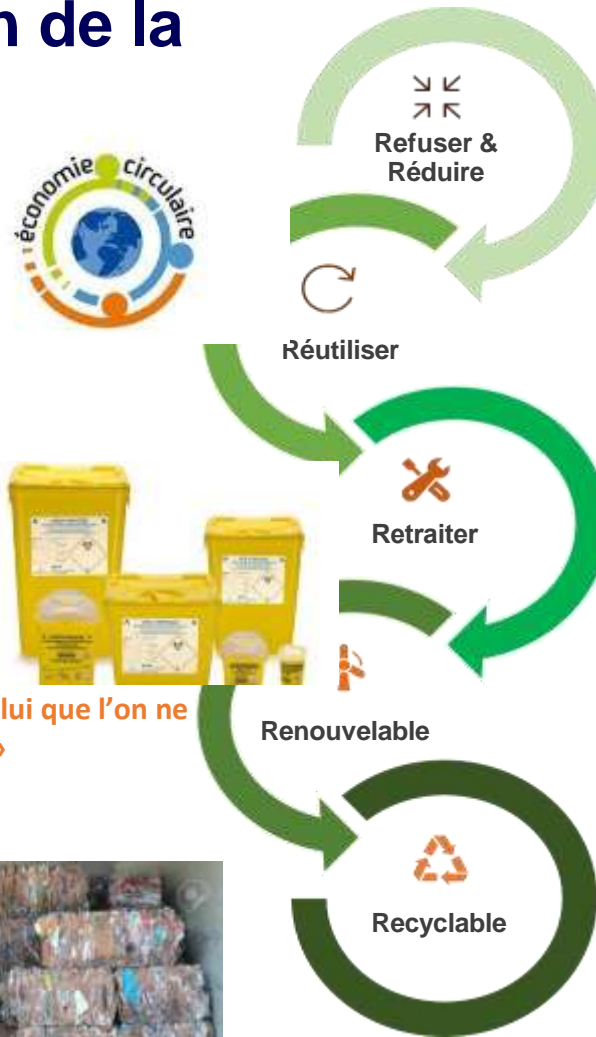 n de la
économie circulaire
Refuser &
Réduire
Réutiliser
Retraiter
lui que l'on ne
»
Renouvelable
Recyclable